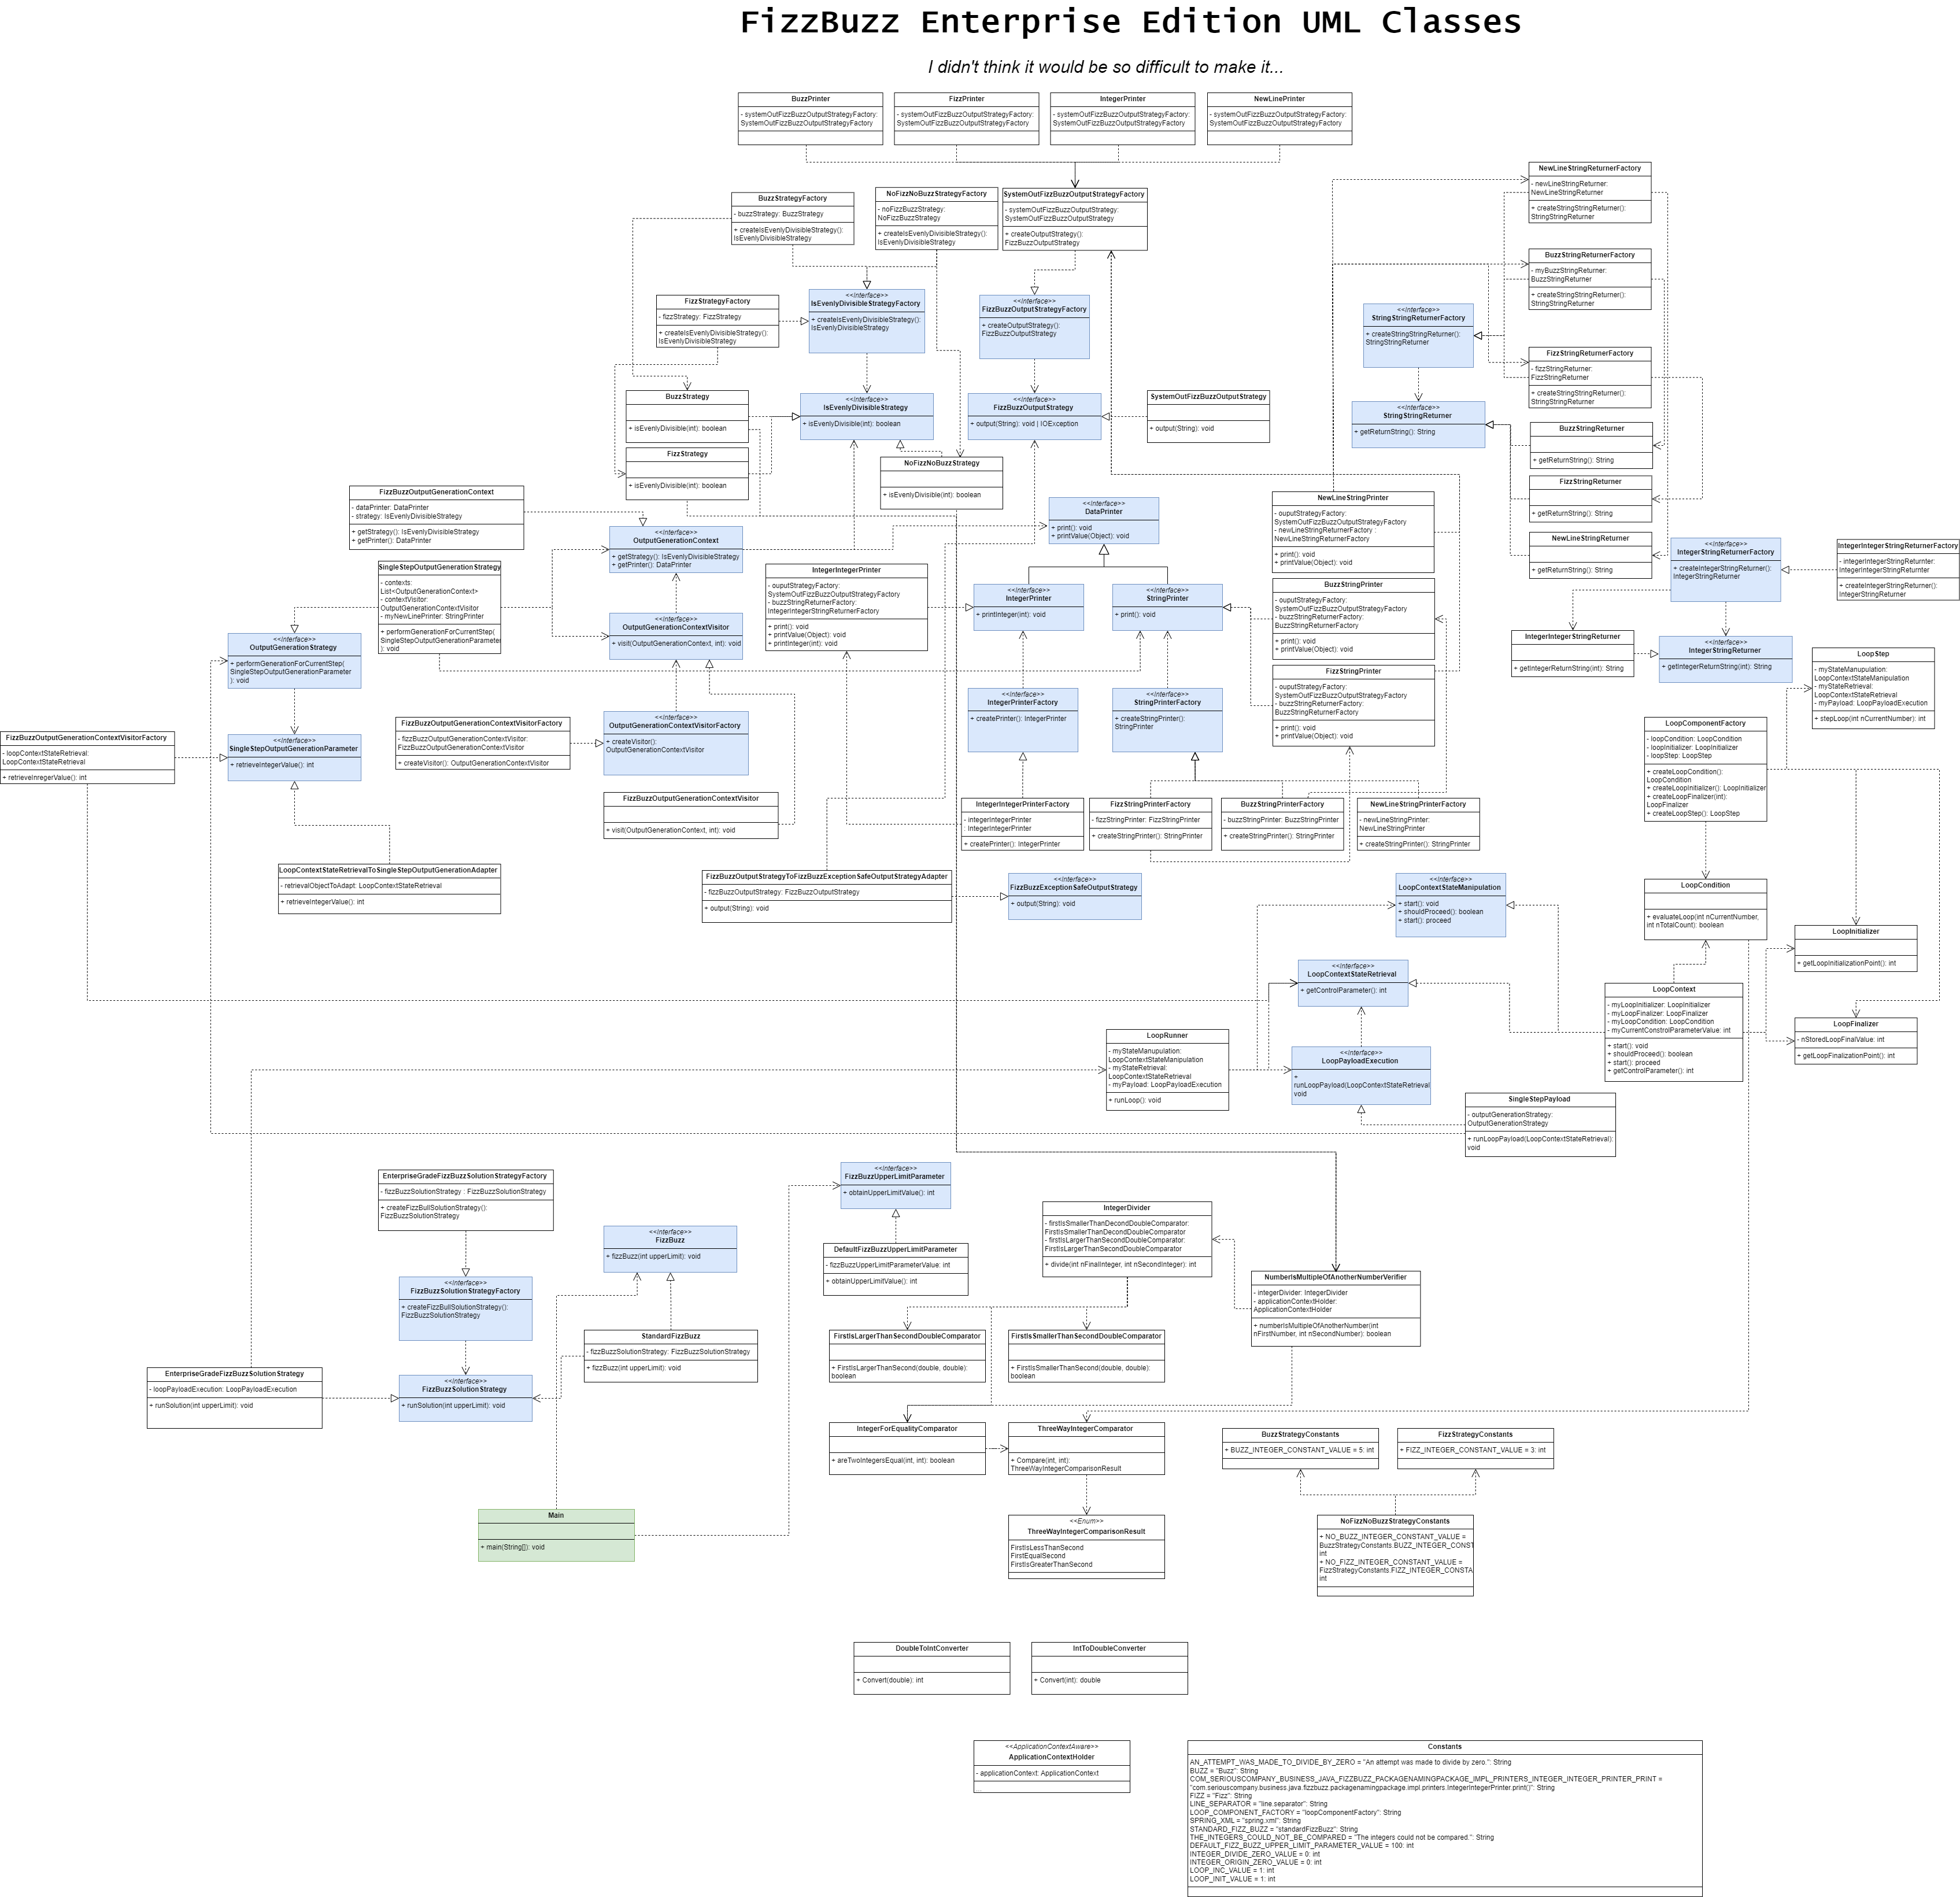 FizzBuzz Enterprise Edition UML Classes
I didn't think it would be so difficult to make it...
BuzzPrinter
- systemOutFizzBuzzOutputStrategyFactory:
SystemOutFizzBuzzOutputStrategyFactory
FizzPrinter
- systemOutFizzBuzzOutputStrategyFactory:
SystemOutFizzBuzzOutputStrategyFactory
IntegerPrinter
- systemOutFizzBuzzOutputStrategyFactory:
SystemOutFizzBuzzOutputStrategyFactory
NewLinePrinter
- systemOutFizzBuzzOutputStrategyFactory:
SystemOutFizzBuzzOutputStrategyFactory
BuzzStrategyFactory
- buzzStrategy: BuzzStrategy
+ createIsEvenlyDivisibleStrategy():
IsEvenlyDivisibleStrategy
NoFizzNoBuzzStrategyFactory
- noFizzBuzzStrategy:
NoFizzBuzzStrategy
+ createIsEvenlyDivisibleStrategy():
IsEvenlyDivisibleStrategy
SystemOutFizzBuzzOutputStrategyFactory
- systemOutFizzBuzzOutputStrategy:
SystemOutFizzBuzzOutputStrategy
+ createOutputStrategy():
FizzBuzzOutputStrategy
NewLineStringReturnerFactory
- newLineStringReturner:
NewLineStringReturner
+ createStringStringReturner():
StringStringReturner
BuzzStringReturnerFactory
- myBuzzStringReturner:
BuzzStringReturner
+ createStringStringReturner():
StringStringReturner
FizzStrategyFactory
- fizzStrategy: FizzStrategy
+ createIsEvenlyDivisibleStrategy():
IsEvenlyDivisibleStrategy
<<Interface>>
IsEvenlyDivisibleStrategyFactory
+ createIsEvenlyDivisibleStrategy():
IsEvenlyDivisibleStrategy
<<Interface>>
FizzBuzzOutputStrategyFactory
+ createOutputStrategy():
FizzBuzzOutputStrategy
<<Interface>>
StringStringReturnerFactory
+ createStringStringReturner():
StringStringReturner
FizzStringReturnerFactory
- fizzStringReturner:
FizzStringReturner
+ createStringStringReturner():
StringStringReturner
BuzzStrategy
+ isEvenlyDivisible(int): boolean
<<Interface>>
IsEvenlyDivisibleStrategy
+ isEvenlyDivisible(int): boolean
<<Interface>>
FizzBuzzOutputStrategy
+ output(String): void | IOException
SystemOutFizzBuzzOutputStrategy
+ output(String): void
<<Interface>>
StringStringReturner
+ getReturnString(): String
BuzzStringReturner
+ getReturnString(): String
FizzStrategy
+ isEvenlyDivisible(int): boolean
NoFizzNoBuzzStrategy
+ isEvenlyDivisible(int): boolean
FizzStringReturner
+ getReturnString(): String
NewLineStringReturner
+ getReturnString(): String
FizzBuzzOutputGenerationContext
- dataPrinter: DataPrinter
- strategy: IsEvenlyDivisibleStrategy
+ getStrategy(): IsEvenlyDivisibleStrategy
+ getPrinter(): DataPrinter
<<Interface>>
OutputGenerationContext
+ getStrategy(): IsEvenlyDivisibleStrategy
+ getPrinter(): DataPrinter
<<Interface>>
DataPrinter
+ print(): void
+ printValue(Object): void
NewLineStringPrinter
- ouputStrategyFactory:
SystemOutFizzBuzzOutputStrategyFactory
- newLineStringReturnerFactory :
NewLineStringReturnerFactory
+ print(): void
+ printValue(Object): void
<<Interface>>
IntegerStringReturnerFactory
+ createIntegerStringReturner():
IntegerStringReturner
IntegerIntegerStringReturnerFactory
- integerIntegerStringReturnter:
IntegerIntegerStringReturnter
+ createIntegerStringReturner():
IntegerStringReturner
SingleStepOutputGenerationStrategy
- contexts:
List<OutputGenerationContext>
- contextVisitor:
OutputGenerationContextVisitor
- myNewLinePrinter: StringPrinter
+ performGenerationForCurrentStep(
SingleStepOutputGenerationParameter
): void
IntegerIntegerPrinter
- ouputStrategyFactory:
SystemOutFizzBuzzOutputStrategyFactory
- buzzStringReturnerFactory:
IntegerIntegerStringReturnerFactory
+ print(): void
+ printValue(Object): void
+ printInteger(int): void
<<Interface>>
IntegerPrinter
+ printInteger(int): void
<<Interface>>
StringPrinter
+ print(): void
BuzzStringPrinter
- ouputStrategyFactory:
SystemOutFizzBuzzOutputStrategyFactory
- buzzStringReturnerFactory:
BuzzStringReturnerFactory
+ print(): void
+ printValue(Object): void
<<Interface>>
OutputGenerationContextVisitor
+ visit(OutputGenerationContext, int): void
<<Interface>>
OutputGenerationStrategy
+ performGenerationForCurrentStep(
SingleStepOutputGenerationParameter
): void
IntegerIntegerStringReturner
+ getIntegerReturnString(int): String
<<Interface>>
IntegerStringReturner
+ getIntegerReturnString(int): String
LoopStep
- myStateManupulation:
LoopContextStateManipulation
- myStateRetrieval:
LoopContextStateRetrieval
- myPayload: LoopPayloadExecution
+ stepLoop(int nCurrentNumber): int
FizzStringPrinter
- ouputStrategyFactory:
SystemOutFizzBuzzOutputStrategyFactory
- buzzStringReturnerFactory:
BuzzStringReturnerFactory
+ print(): void
+ printValue(Object): void
<<Interface>>
IntegerPrinterFactory
+ createPrinter(): IntegerPrinter
<<Interface>>
StringPrinterFactory
+ createStringPrinter():
StringPrinter
FizzBuzzOutputGenerationContextVisitorFactory
- loopContextStateRetrieval:
LoopContextStateRetrieval
+ retrieveInregerValue(): int
<<Interface>>
SingleStepOutputGenerationParameter
+ retrieveIntegerValue(): int
FizzBuzzOutputGenerationContextVisitorFactory
- fizzBuzzOutputGenerationContextVisitor:
FizzBuzzOutputGenerationContextVisitor
+ createVisitor(): OutputGenerationContextVisitor
<<Interface>>
OutputGenerationContextVisitorFactory
+ createVisitor():
OutputGenerationContextVisitor
LoopComponentFactory
- loopCondition: LoopCondition
- loopInitializer: LoopInitializer
- loopStep: LoopStep
+ createLoopCondition():
LoopCondition
+ createLoopInitializer(): LoopInitializer
+ createLoopFinalizer(int):
LoopFinalizer
+ createLoopStep(): LoopStep
FizzBuzzOutputGenerationContextVisitor
+ visit(OutputGenerationContext, int): void
IntegerIntegerPrinterFactory
- integerIntegerPrinter
: IntegerIntegerPrinter
+ createPrinter(): IntegerPrinter
FizzStringPrinterFactory
- fizzStringPrinter: FizzStringPrinter
+ createStringPrinter(): StringPrinter
BuzzStringPrinterFactory
- buzzStringPrinter: BuzzStringPrinter
+ createStringPrinter(): StringPrinter
NewLineStringPrinterFactory
- newLineStringPrinter:
NewLineStringPrinter
+ createStringPrinter(): StringPrinter
LoopContextStateRetrievalToSingleStepOutputGenerationAdapter
- retrievalObjectToAdapt: LoopContextStateRetrieval
+ retrieveIntegerValue(): int
FizzBuzzOutputStrategyToFizzBuzzExceptionSafeOutputStrategyAdapter
- fizzBuzzOutputStrategy: FizzBuzzOutputStrategy
+ output(String): void
<<Interface>>
FizzBuzzExceptionSafeOutputStrategy
+ output(String): void
<<Interface>>
LoopContextStateManipulation
+ start(): void
+ shouldProceed(): boolean
+ start(): proceed
LoopCondition
+ evaluateLoop(int nCurrentNumber,
int nTotalCount): boolean
LoopInitializer
+ getLoopInitializationPoint(): int
<<Interface>>
LoopContextStateRetrieval
+ getControlParameter(): int
LoopContext
- myLoopInitializer: LoopInitializer
- myLoopFinalizer: LoopFinalizer
- myLoopCondition: LoopCondition
- myCurrentConstrolParameterValue: int
+ start(): void
+ shouldProceed(): boolean
+ start(): proceed
+ getControlParameter(): int
LoopFinalizer
- nStoredLoopFinalValue: int
+ getLoopFinalizationPoint(): int
LoopRunner
- myStateManupulation:
LoopContextStateManipulation
- myStateRetrieval:
LoopContextStateRetrieval
- myPayload: LoopPayloadExecution
+ runLoop(): void
<<Interface>>
LoopPayloadExecution
+
runLoopPayload(LoopContextStateRetrieval
void
SingleStepPayload
- outputGenerationStrategy:
OutputGenerationStrategy
+ runLoopPayload(LoopContextStateRetrieval):
void
EnterpriseGradeFizzBuzzSolutionStrategyFactory
- fizzBuzzSolutionStrategy : FizzBuzzSolutionStrategy
+ createFizzBullSolutionStrategy():
FizzBuzzSolutionStrategy
<<Interface>>
FizzBuzzUpperLimitParameter
+ obtainUpperLimitValue(): int
IntegerDivider
- firstIsSmallerThanDecondDoubleComparator:
FirstIsSmallerThanDecondDoubleComparator
- firstIsLargerThanSecondDoubleComparator:
FirstIsLargerThanSecondDoubleComparator
+ divide(int nFinalInteger, int nSecondInteger): int
<<Interface>>
FizzBuzz
+ fizzBuzz(int upperLimit): void
DefaultFizzBuzzUpperLimitParameter
- fizzBuzzUpperLimitParameterValue: int
+ obtainUpperLimitValue(): int
<<Interface>>
FizzBuzzSolutionStrategyFactory
+ createFizzBullSolutionStrategy():
FizzBuzzSolutionStrategy
NumberIsMultipleOfAnotherNumberVerifier
- integerDivider: IntegerDivider
- applicationContextHolder:
ApplicationContextHolder
+ numberIsMultipleOfAnotherNumber(int
nFirstNumber, int nSecondNumber): boolean
StandardFizzBuzz
- fizzBuzzSolutionStrategy: FizzBuzzSolutionStrategy
+ fizzBuzz(int upperLimit): void
FirstIsLargerThanSecondDoubleComparator
+ FirstIsLargerThanSecond(double, double):
boolean
FirstIsSmallerThanSecondDoubleComparator
+ FirstIsSmallerThanSecond(double, double):
boolean
EnterpriseGradeFizzBuzzSolutionStrategy
- loopPayloadExecution: LoopPayloadExecution
+ runSolution(int upperLimit): void
<<Interface>>
FizzBuzzSolutionStrategy
+ runSolution(int upperLimit): void
IntegerForEqualityComparator
+ areTwoIntegersEqual(int, int): boolean
ThreeWayIntegerComparator
+ Compare(int, int):
ThreeWayIntegerComparisonResult
BuzzStrategyConstants
+ BUZZ_INTEGER_CONSTANT_VALUE = 5: int
FizzStrategyConstants
+ FIZZ_INTEGER_CONSTANT_VALUE = 3: int
Main
+ main(String[]): void
<<Enum>>
ThreeWayIntegerComparisonResult
FirstIsLessThanSecond
FirstEqualSecond
FirstIsGreaterThanSecond
NoFizzNoBuzzStrategyConstants
+ NO_BUZZ_INTEGER_CONSTANT_VALUE =
BuzzStrategyConstants.BUZZ_INTEGER_CONST
int
+ NO_FIZZ_INTEGER_CONSTANT_VALUE =
FizzStrategyConstants.FIZZ_INTEGER_CONSTA
int
DoubleToIntConverter
+ Convert(double): int
IntToDoubleConverter
+ Convert(int): double
<<ApplicationContextAware>>
ApplicationContextHolder
- applicationContext: ApplicationContext
...
Constants
AN_ATTEMPT_WAS_MADE_TO_DIVIDE_BY_ZERO = "An attempt was made to divide by zero.": String
BUZZ = "Buzz": String
COM_SERIOUSCOMPANY_BUSINESS_JAVA_FIZZBUZZ_PACKAGENAMINGPACKAGE_IMPL_PRINTERS_INTEGER_INTEGER_PRINTER_PRINT =
"com.seriouscompany.business.java.fizzbuzz.packagenamingpackage.impl.printers.IntegerIntegerPrinter.print()": String
FIZZ = "Fizz": String
LINE_SEPARATOR = "line.separator": String
LOOP_COMPONENT_FACTORY = "loopComponentFactory": String
SPRING_XML = "spring.xml": String
STANDARD_FIZZ_BUZZ = "standardFizzBuzz": String
THE_INTEGERS_COULD_NOT_BE_COMPARED = "The integers could not be compared.": String
DEFAULT_FIZZ_BUZZ_UPPER_LIMIT_PARAMETER_VALUE = 100: int
INTEGER_DIVIDE_ZERO_VALUE = 0: int
INTEGER_ORIGIN_ZERO_VALUE = 0: int
LOOP_INC_VALUE = 1: int
LOOP_INIT_VALUE = 1: int